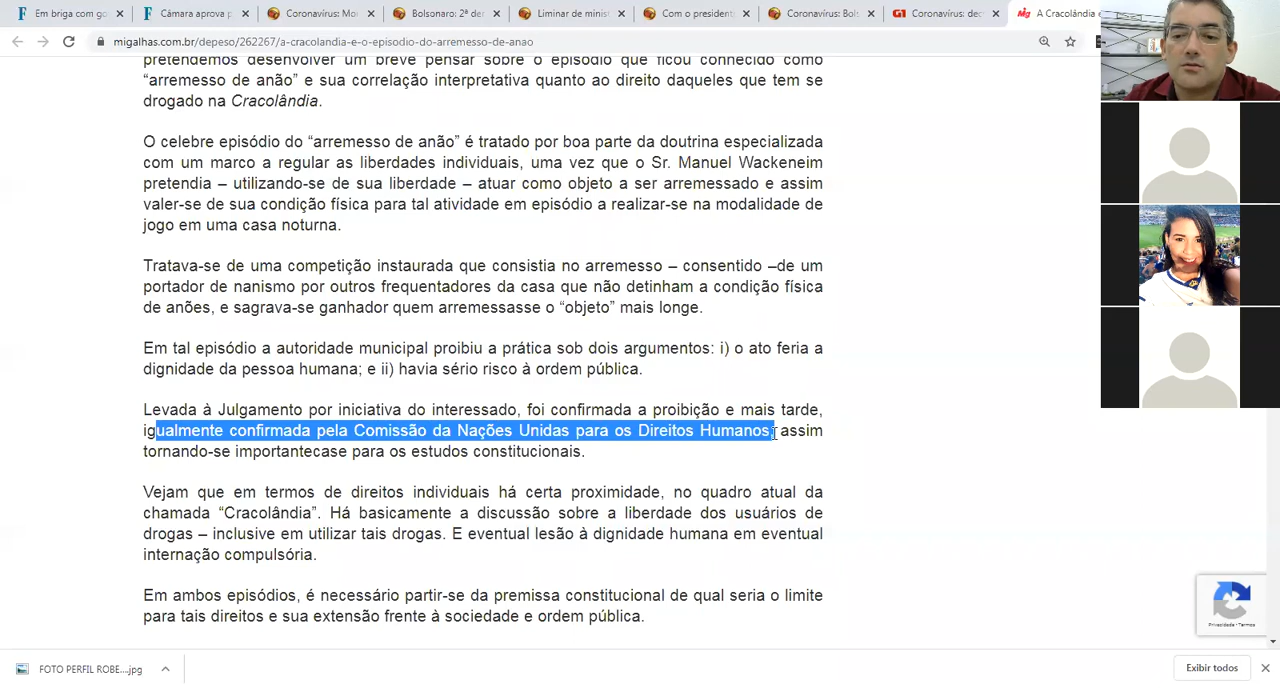 Em briga com go
Câmara aprova p
Coronavírus: Mo
Bolsonaro: 2ª de
Liminar de minis
Com o president
Coronavírus: Bol
G1 Coronavírus: dec
Mig A Cracolândia e
migalhas.com.br/depeso/262267/a-cracolandia-e-o-episodio-do-arremesso-de-anao
pretendemos desenvolver um breve pensar sobre o episódio que ficou conhecido como
“arremesso de anão” e sua correlação interpretativa quanto ao direito daqueles que tem se
drogado na Cracolândia.
O celebre episódio do “arremesso de anão” é tratado por boa parte da doutrina especializada
com um marco a regular as liberdades individuais, uma vez que o Sr. Manuel Wackeneim
pretendia – utilizando-se de sua liberdade – atuar como objeto a ser arremessado e assim
valer-se de sua condição física para tal atividade em episódio a realizar-se na modalidade de
jogo em uma casa noturna.
Tratava-se de uma competição instaurada que consistia no arremesso – consentido –de um
portador de nanismo por outros frequentadores da casa que não detinham a condição física
de anões, e sagrava-se ganhador quem arremessasse o “objeto” mais longe.
Em tal episódio a autoridade municipal proibiu a prática sob dois argumentos: i) o ato feria a
dignidade da pessoa humana; e ii) havia sério risco à ordem pública.
Levada à Julgamento por iniciativa do interessado, foi confirmada a proibição e mais tarde,
igualmente confirmada pela Comissão da Nações Unidas para os Direitos Humanos, assim
tornando-se importantecase para os estudos constitucionais.
Vejam que em termos de direitos individuais há certa proximidade, no quadro atual da
chamada “Cracolândia”. Há basicamente a discussão sobre a liberdade dos usuários de
drogas – inclusive em utilizar tais drogas. E eventual lesão à dignidade humana em eventual
internação compulsória.
Em ambos episódios, é necessário partir-se da premissa constitucional de qual seria o limite
para tais direitos e sua extensão frente à sociedade e ordem pública.
Privacidade - Termos
FOTO PERFIL ROBE....jpg
Exibir todos